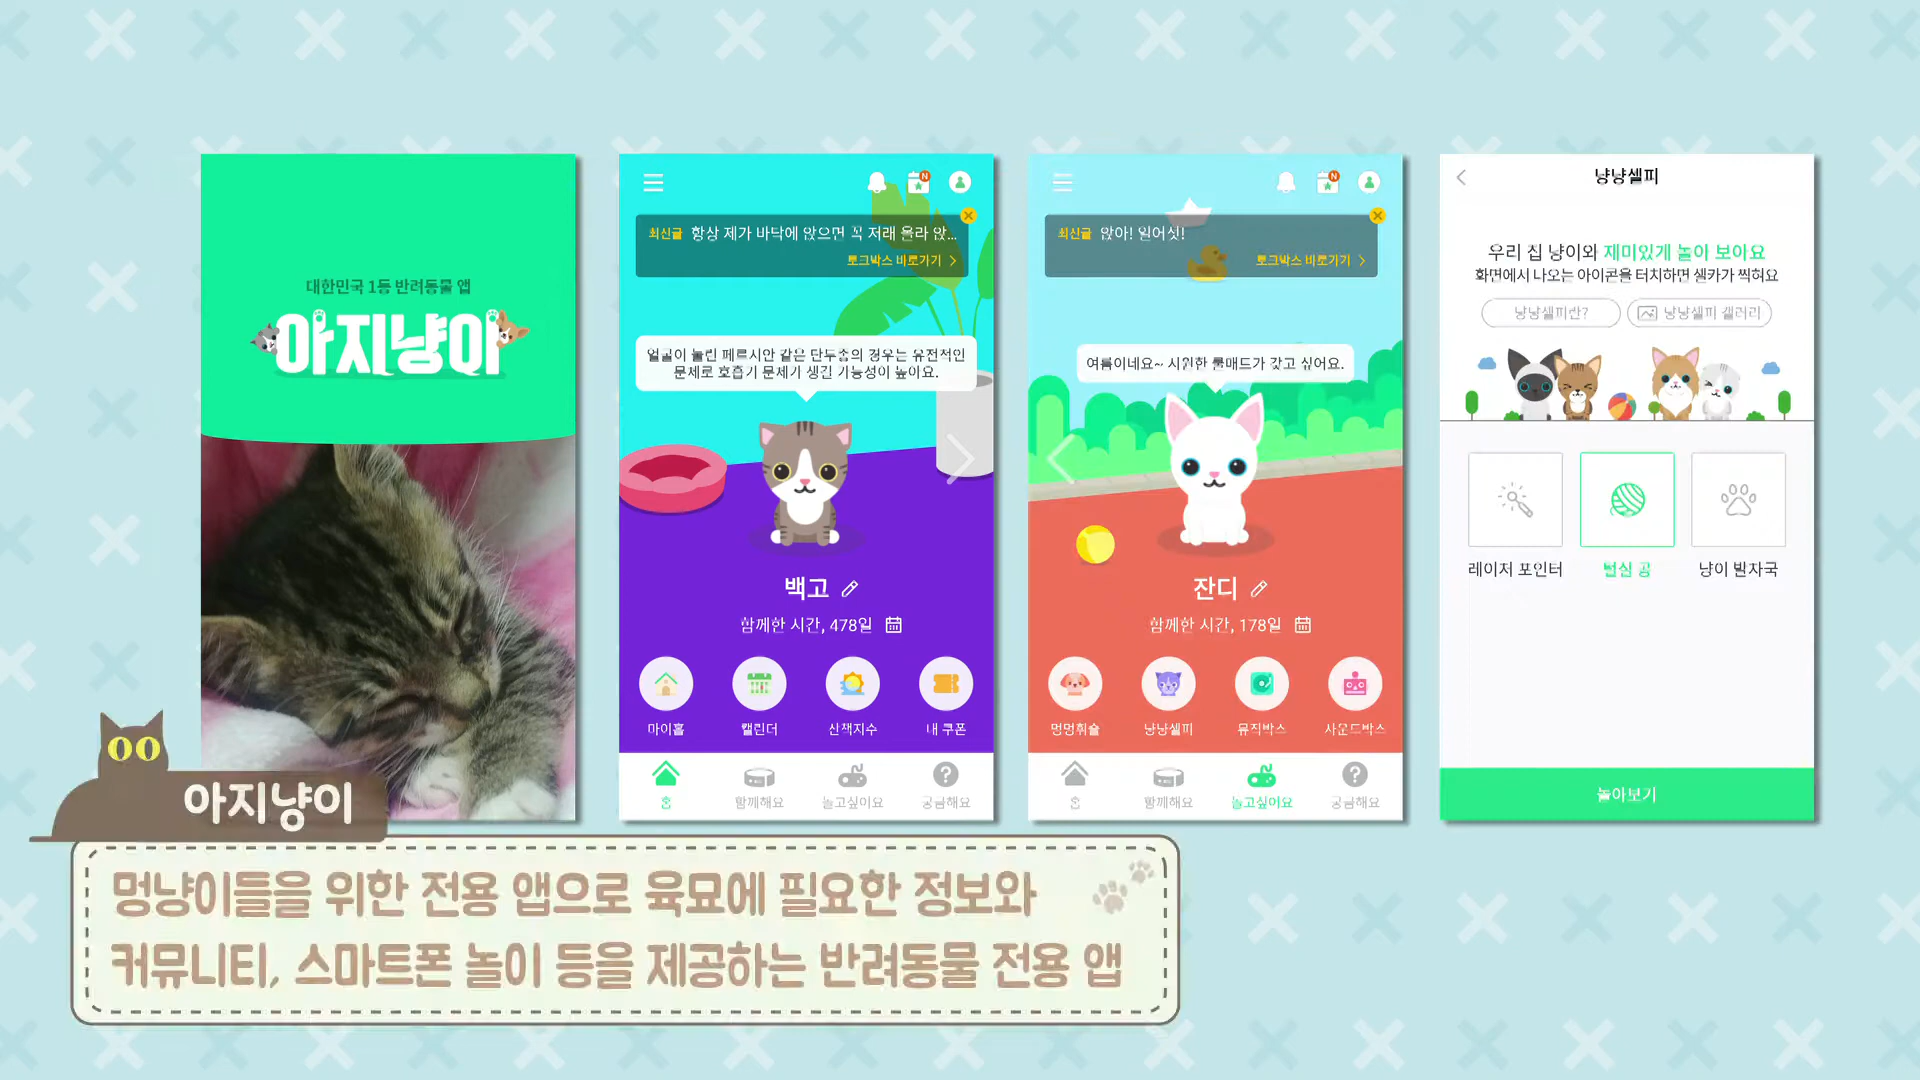 대한민국 1등 반려동물 앱
아지냥이
최신글 항상 제가 바닥에 앉으면 꼭 저래 올라 앉...
토크박스 바로가기
얼굴이 눌린 페르시안 같은 단두종의 경우는 유전적인
문제로 호흡기 문제가 생긴 가능성이 높아요.
백고
함께한 시간, 478일
마이홈 캘린더 산책지수 내 쿠폰
홈 함께해요 놀고싶어요 궁금해요
최신글 앉아! 일어섯!
토크박스 바로가기
여름이네요~ 시원한 쿨매트가 갖고 싶어요.
잔디
함께한 시간, 178일
멍멍휘슬 냥냥셀피 뮤직박스 사운드박스
홈 함께해요 놀고싶어요 궁금해요
냥냥셀피
우리 집 냥이와 재미있게 놀아 보아요
화면에서 나오는 아이콘을 터치하면 셀카가 찍혀요
냥냥셀피란?
냥냥셀피 갤러리
레이저 포인터 털실 공 냥이 발자국
놀아보기
아지냥이
멍냥이들을 위한 전용 앱으로 육묘에 필요한 정보와
커뮤니티, 스마트폰 놀이 등을 제공하는 반려동물 전용 앱